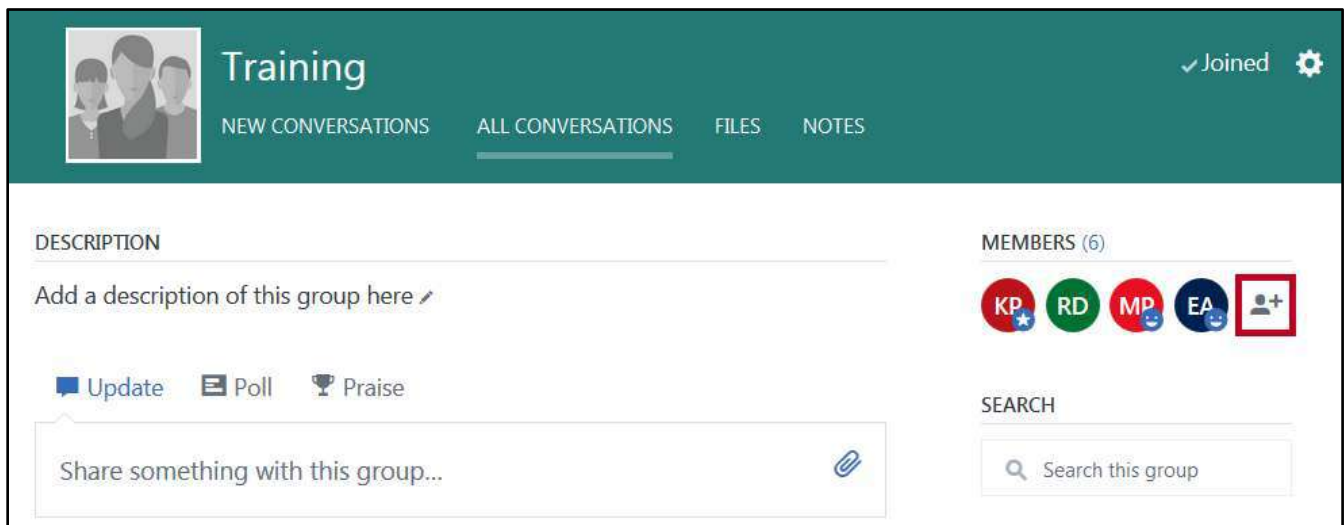 Training
Joined
NEW CONVERSATIONS ALL CONVERSATIONS FILES NOTES
DESCRIPTION
Add a description of this group here
Update Poll Praise
Share something with this group...
MEMBERS (6)
KP RD MP EA
SEARCH
Search this group